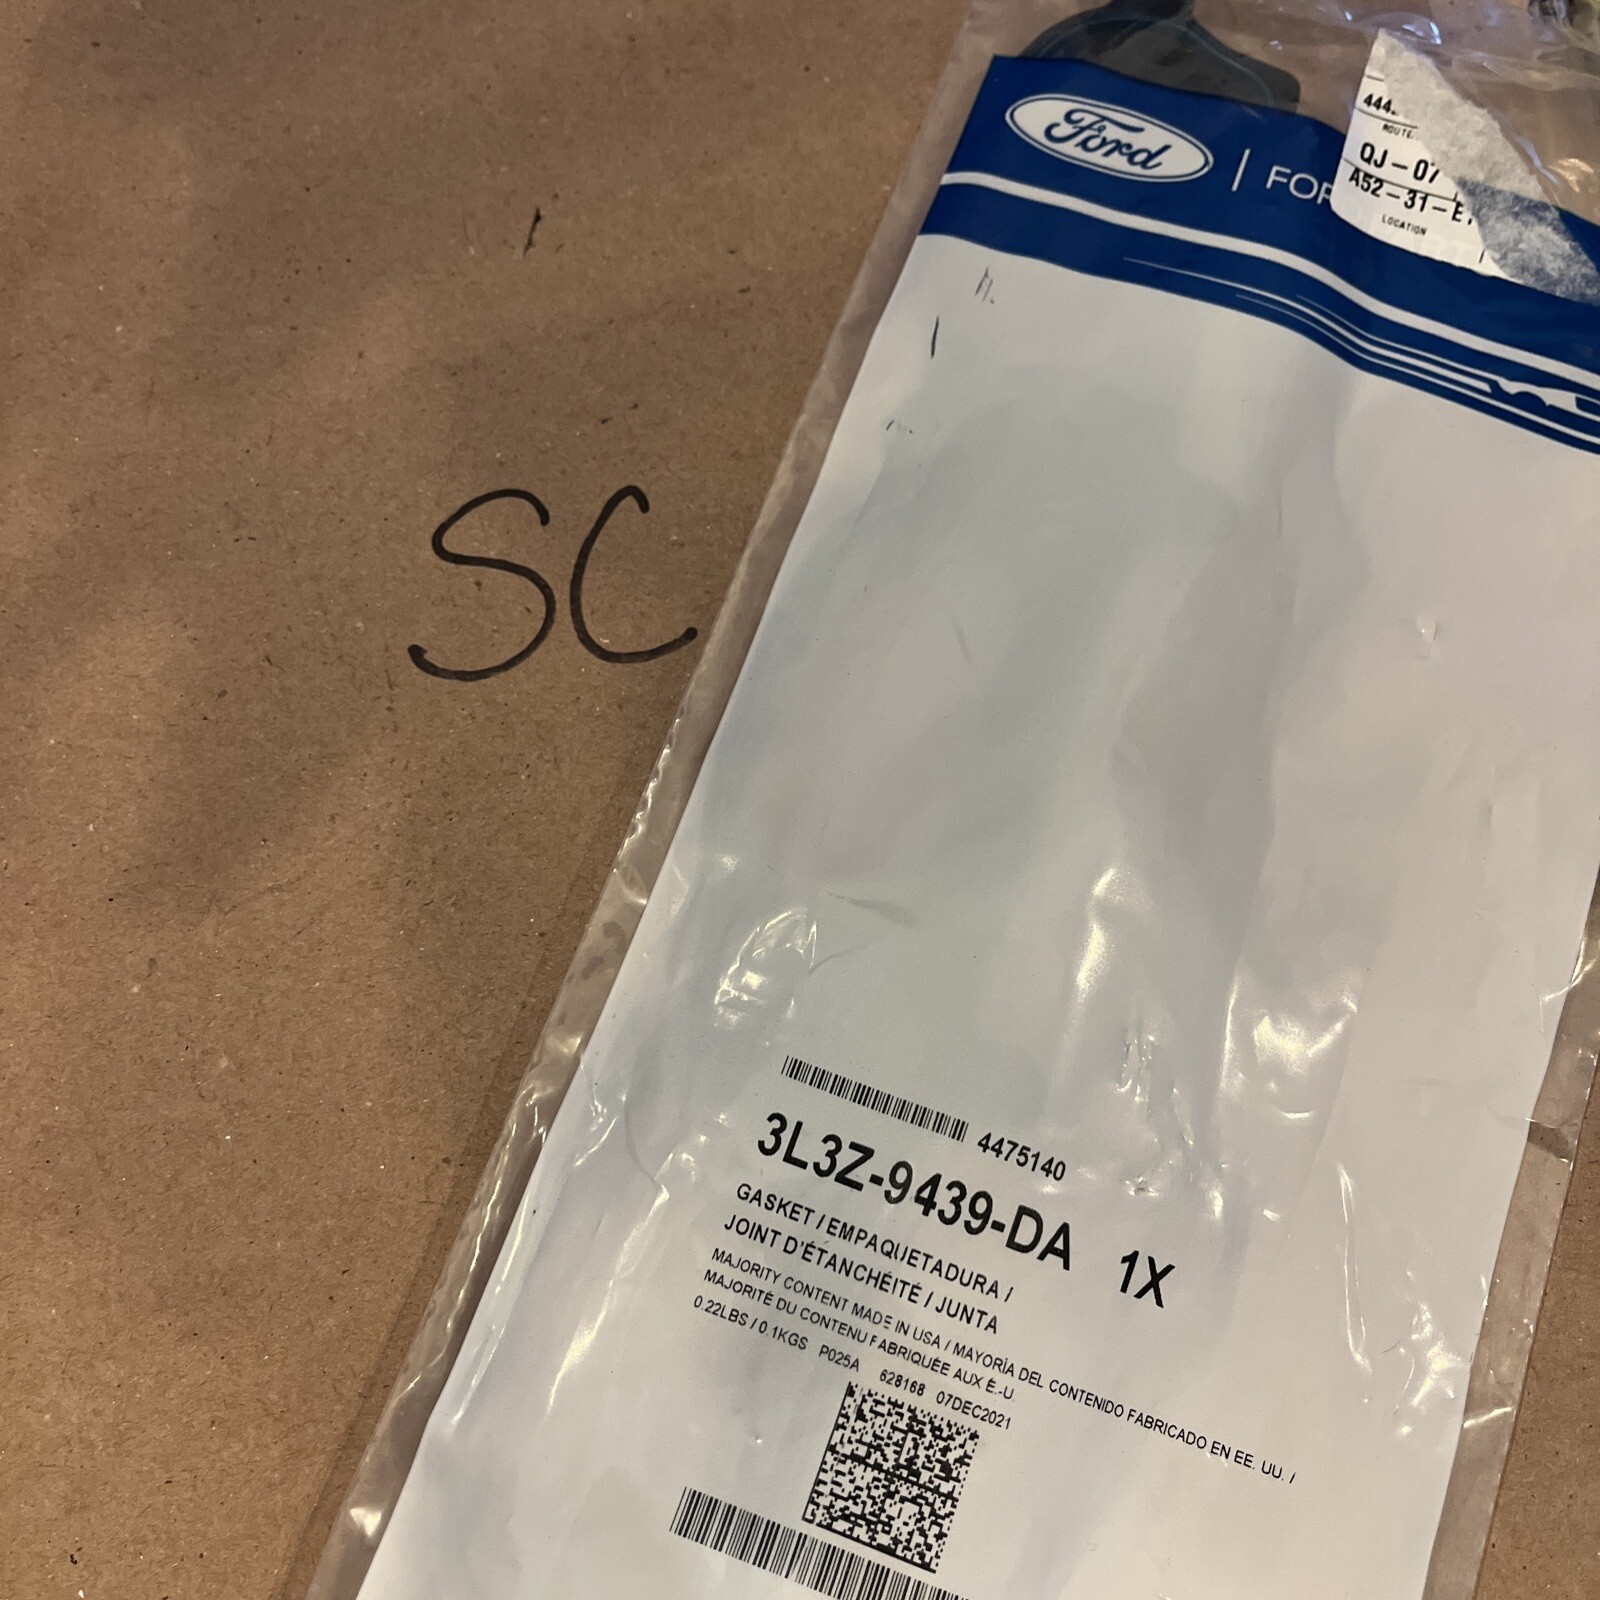 Ford
444
ROUTE
QJ-07
A52-31-E
LOCATION
SC
4475140
3L3Z-9439-DA 1X
GASKET / EMPAQUETADURA /
JOINT D'ÉTANCHÉITÉ / JUNTA
MAJORITY CONTENT MADE IN USA / MAYORÍA DEL CONTENIDO FABRICADO EN EE. UU. /
MAJORITÉ DU CONTENU FABRIQUÉE AUX É.-U.
0.22LBS / 0.1KGS P025A
628168 07DEC2021